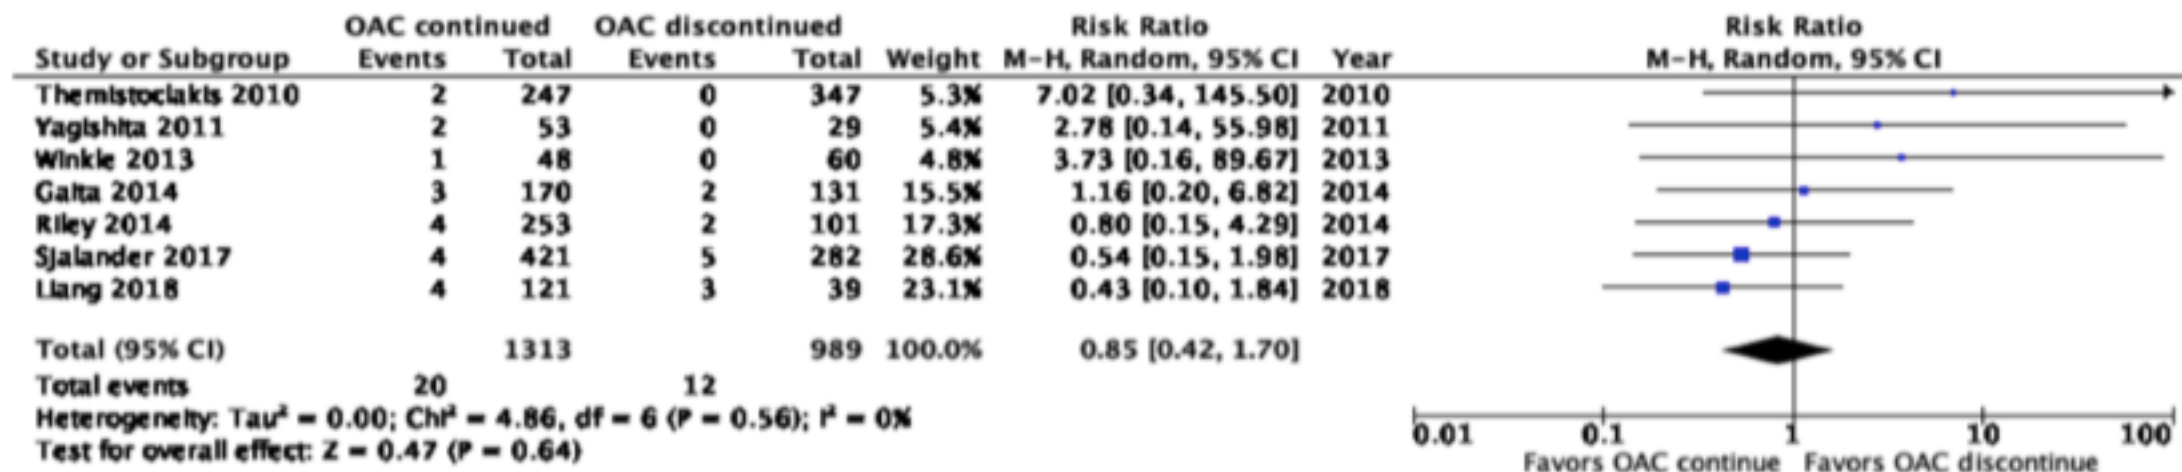 OAC continued OAC discontinued Risk Ratio Risk Ratio
Study or Subgroup Events Total Events Total Weight M-H, Random, 95% CI Year M-H, Random, 95% CI
Themistoclakis 2010 2 247 0 347 5.3% 7.02 [0.34, 145.50] 2010
Yagishita 2011 2 53 0 29 5.4% 2.78 [0.14, 55.98] 2011
Winkle 2013 1 48 0 60 4.8% 3.73 [0.16, 89.67] 2013
Gaita 2014 3 170 2 131 15.5% 1.16 [0.20, 6.82] 2014
Riley 2014 4 253 2 101 17.3% 0.80 [0.15, 4.29] 2014
Sjalander 2017 4 421 5 282 28.6% 0.54 [0.15, 1.98] 2017
Liang 2018 4 121 3 39 23.1% 0.43 [0.10, 1.84] 2018
Total (95% CI) 1313 989 100.0% 0.85 [0.42, 1.70]
Total events 20 12
Heterogeneity: Tau² = 0.00; Chi² = 4.86, df = 6 (P = 0.56); I² = 0%
Test for overall effect: Z = 0.47 (P = 0.64)
0.01 0.1 1 10 100
Favors OAC continue Favors OAC discontinue